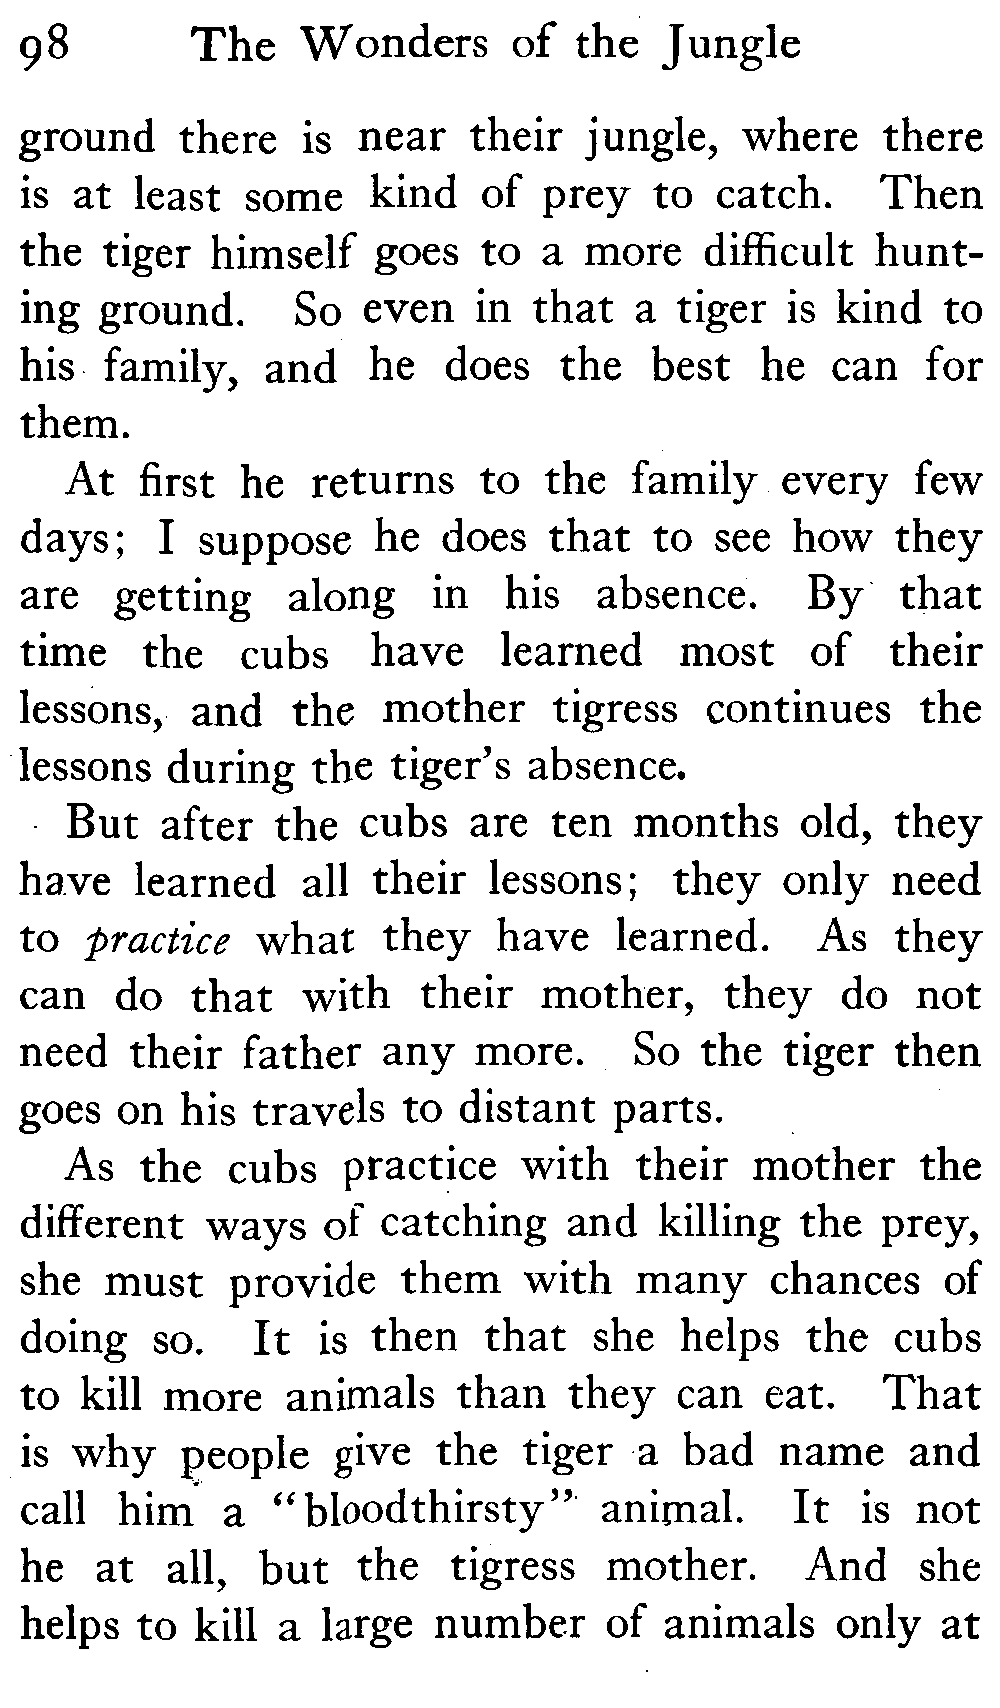 98 The Wonders of the Jungle
ground there is near their jungle, where there
is at least some kind of prey to catch. Then
the tiger himself goes to a more difficult hunt-
ing ground. So even in that a tiger is kind to
his family, and he does the best he can for
them.
At first he returns to the family every few
days; I suppose he does that to see how they
are getting along in his absence. By that
time the cubs have learned most of their
lessons, and the mother tigress continues the
lessons during the tiger's absence.
But after the cubs are ten months old, they
have learned all their lessons; they only need
to practice what they have learned. As they
can do that with their mother, they do not
need their father any more. So the tiger then
goes on his travels to distant parts.
As the cubs practice with their mother the
different ways of catching and killing the prey,
she must provide them with many chances of
doing so. It is then that she helps the cubs
to kill more animals than they can eat. That
is why people give the tiger a bad name and
call him a "bloodthirsty" animal. It is not
he at all, but the tigress mother. And she
helps to kill a large number of animals only at